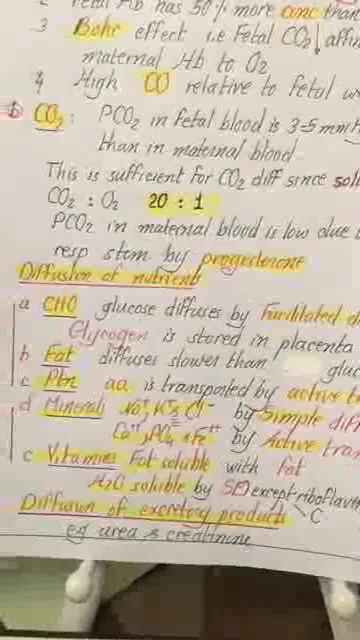 2 Fetal Hb has 50% more conc than
3 Bohr effect i.e Fetal CO2↓ affin
maternal Hb to O2
4 High CO relative to fetal w
CO2: PCO2 in fetal blood is 3-5 mm
than in maternal blood
This is sufficient for CO2 diff since sol
CO2 : O2 20 : 1
PCO2 in maternal blood is low due
resp stem by progesterone
Diffusion of nutrients
a CHO glucose diffuses by Facilitated d
Glycogen is stored in placenta
b Fat diffuses slower than gluc
c Ptn aa is transported by active t
d Minerals Na+, K+ & Cl- by Simple diff
Ca++, PO4≡ & Fe++ by Active tran
c Vitamins Fat soluble with fat
H2O soluble by SD except riboflavin
Diffusion of excretory products C
eg urea & creatinine